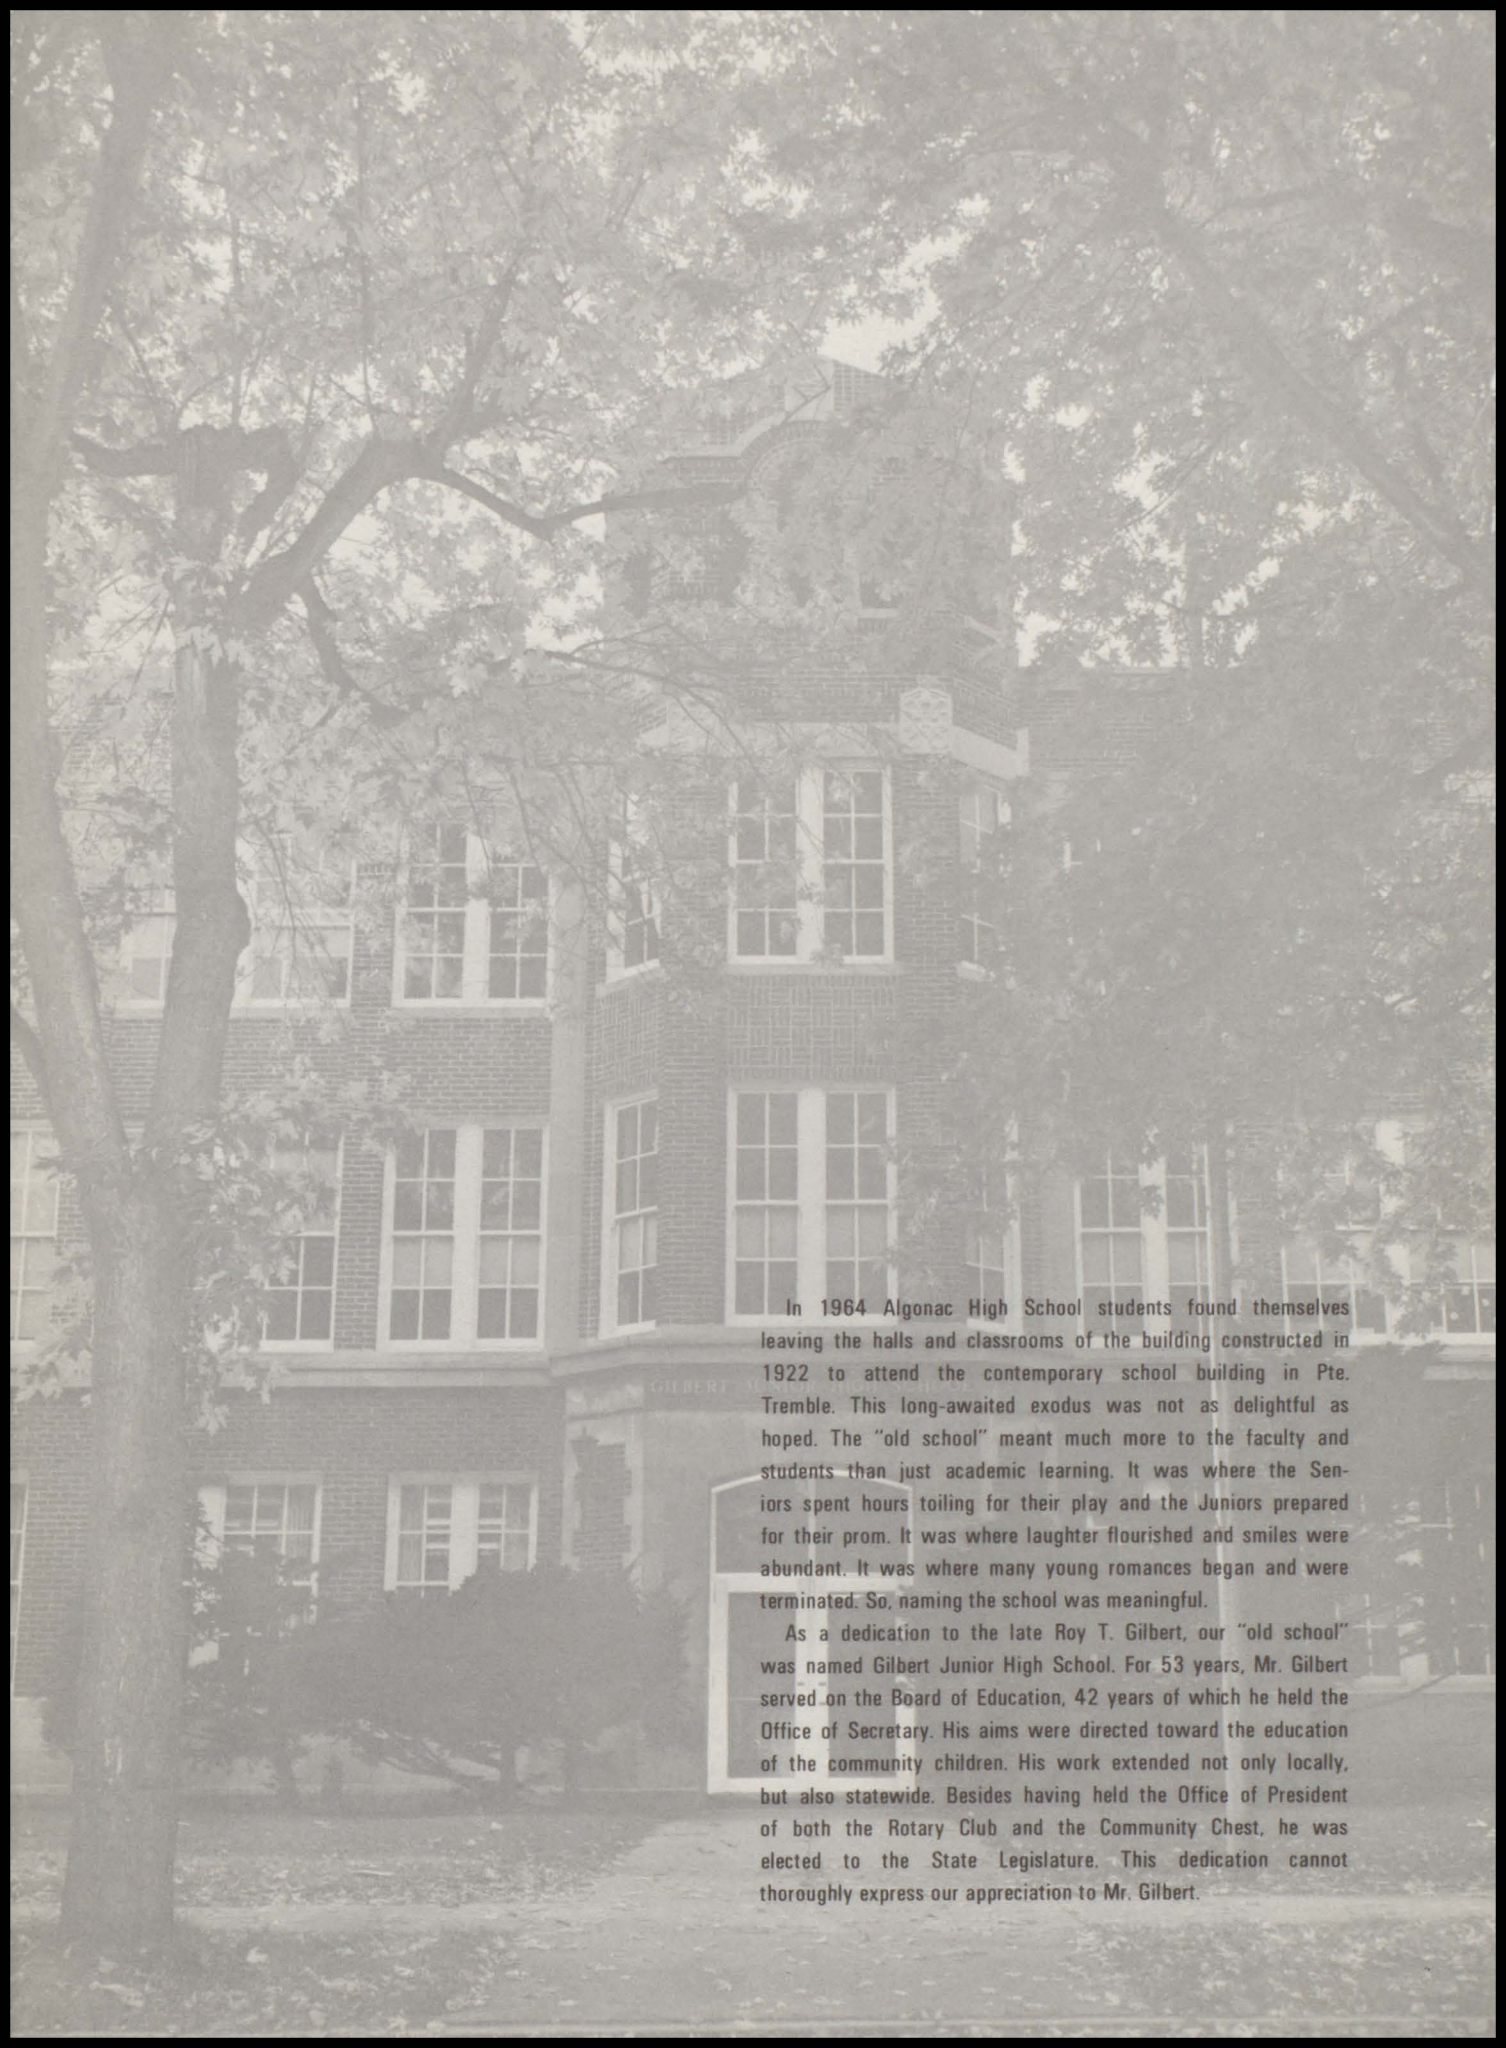 GILBERT JUNIOR
In 1964 Algonac High School students found themselves
leaving the halls and classrooms of the building constructed in
1922 to attend the contemporary school building in Pte.
Tremble. This long-awaited exodus was not as delightful as
hoped. The "old school" meant much more to the faculty and
students than just academic learning. It was where the Sen-
iors spent hours toiling for their play and the Juniors prepared
for their prom. It was where laughter flourished and smiles were
abundant. It was where many young romances began and were
terminated. So, naming the school was meaningful.
As a dedication to the late Roy T. Gilbert, our "old school"
was named Gilbert Junior High School. For 53 years, Mr. Gilbert
served on the Board of Education, 42 years of which he held the
Office of Secretary. His aims were directed toward the education
of the community children. His work extended not only locally,
but also statewide. Besides having held the Office of President
of both the Rotary Club and the Community Chest, he was
elected to the State Legislature. This dedication cannot
thoroughly express our appreciation to Mr. Gilbert.